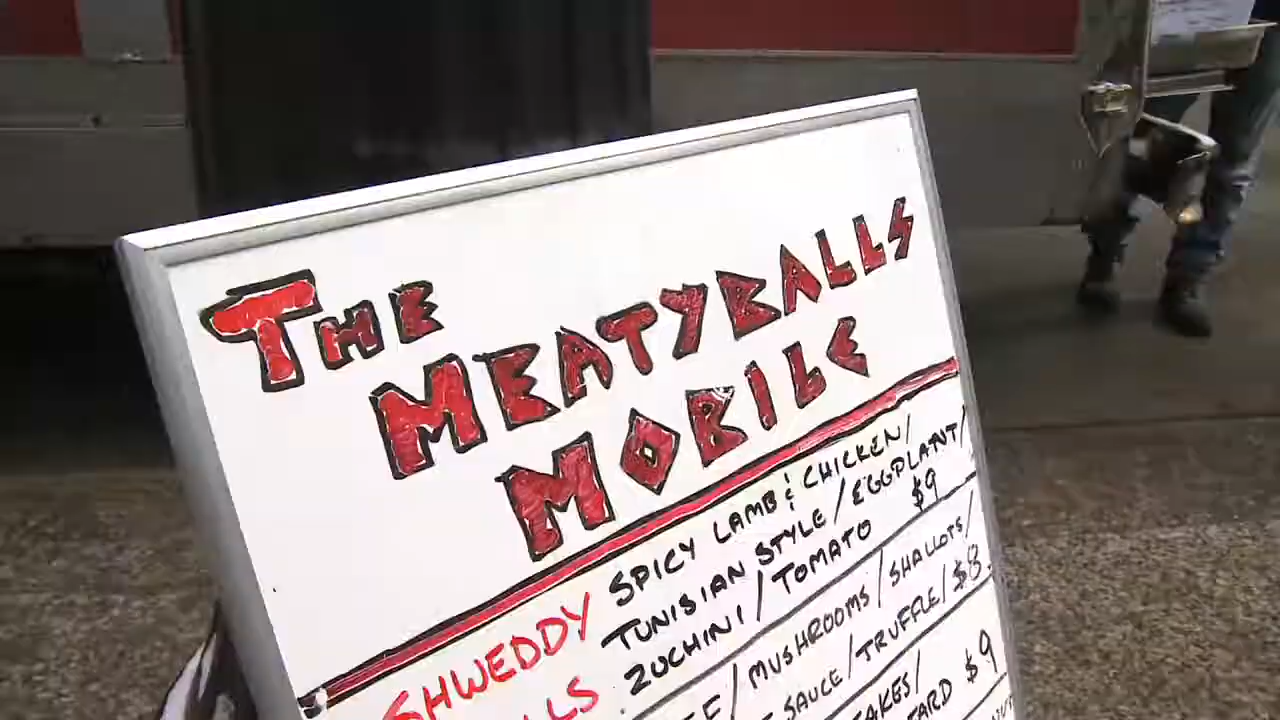 THE
MEATYBALLS
MOBILE
SHWEDDY
SPICY LAMB & CHICKEN/
TUNISIAN STYLE/EGGPLANT/
ZUCHINI/TOMATO $9
/MUSHROOMS/SHALLOTS/
SAUCE/TRUFFLE/$8
$9